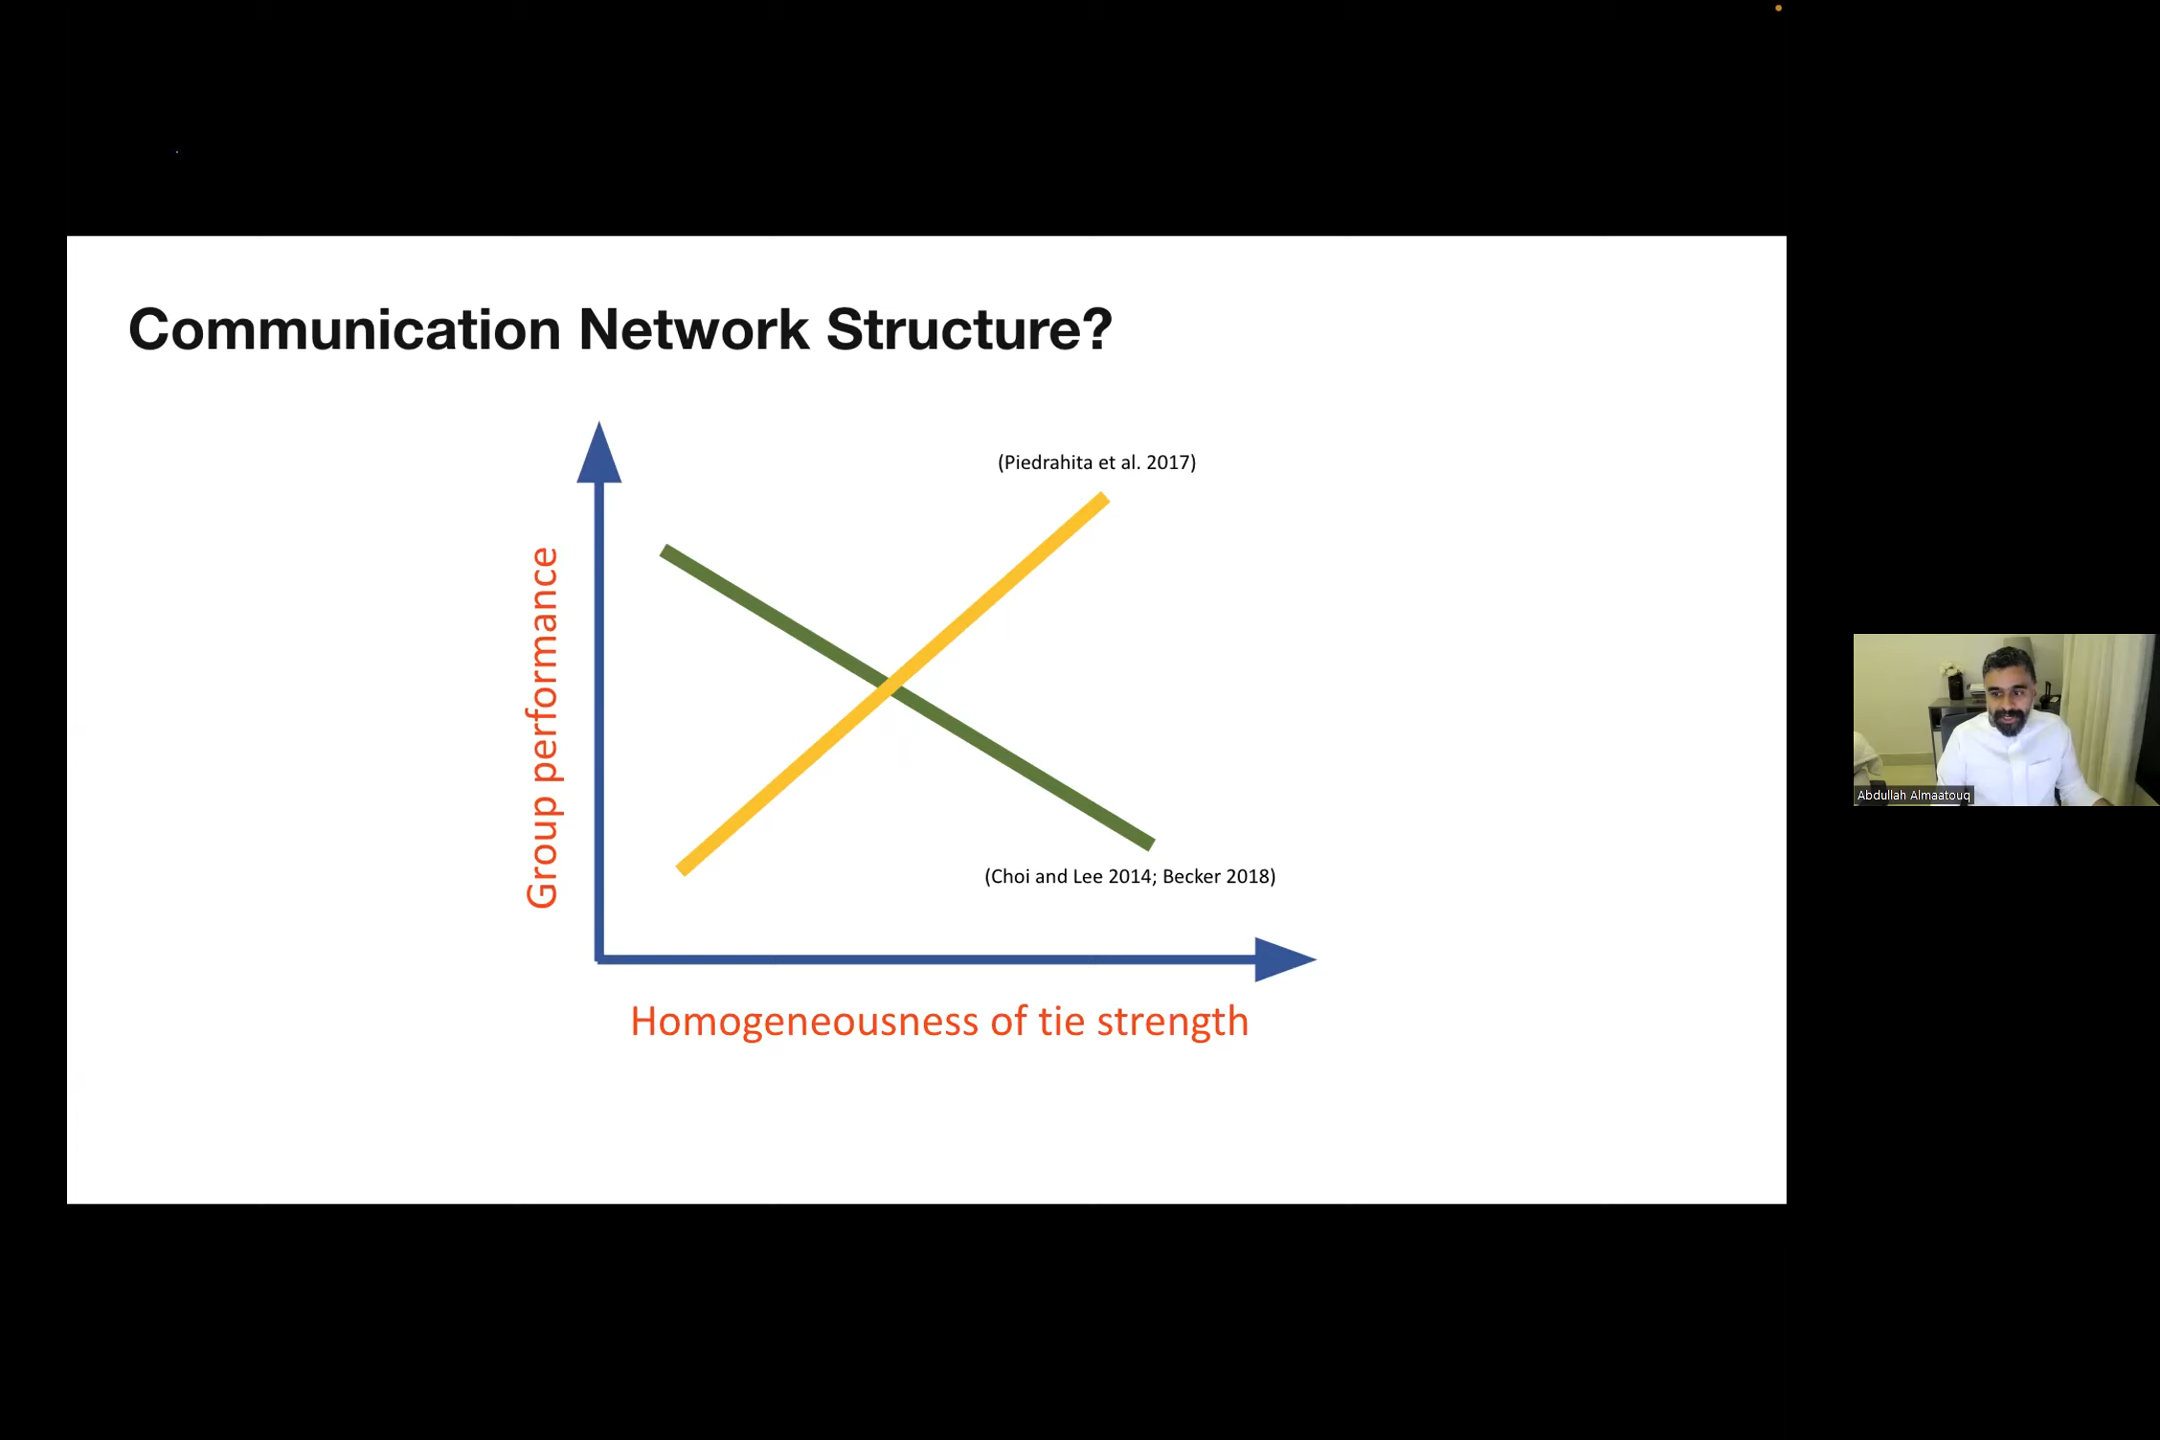 Communication Network Structure?
(Piedrahita et al. 2017)
Group performance
(Choi and Lee 2014; Becker 2018)
Homogeneousness of tie strength
Abdullah Almaatouq